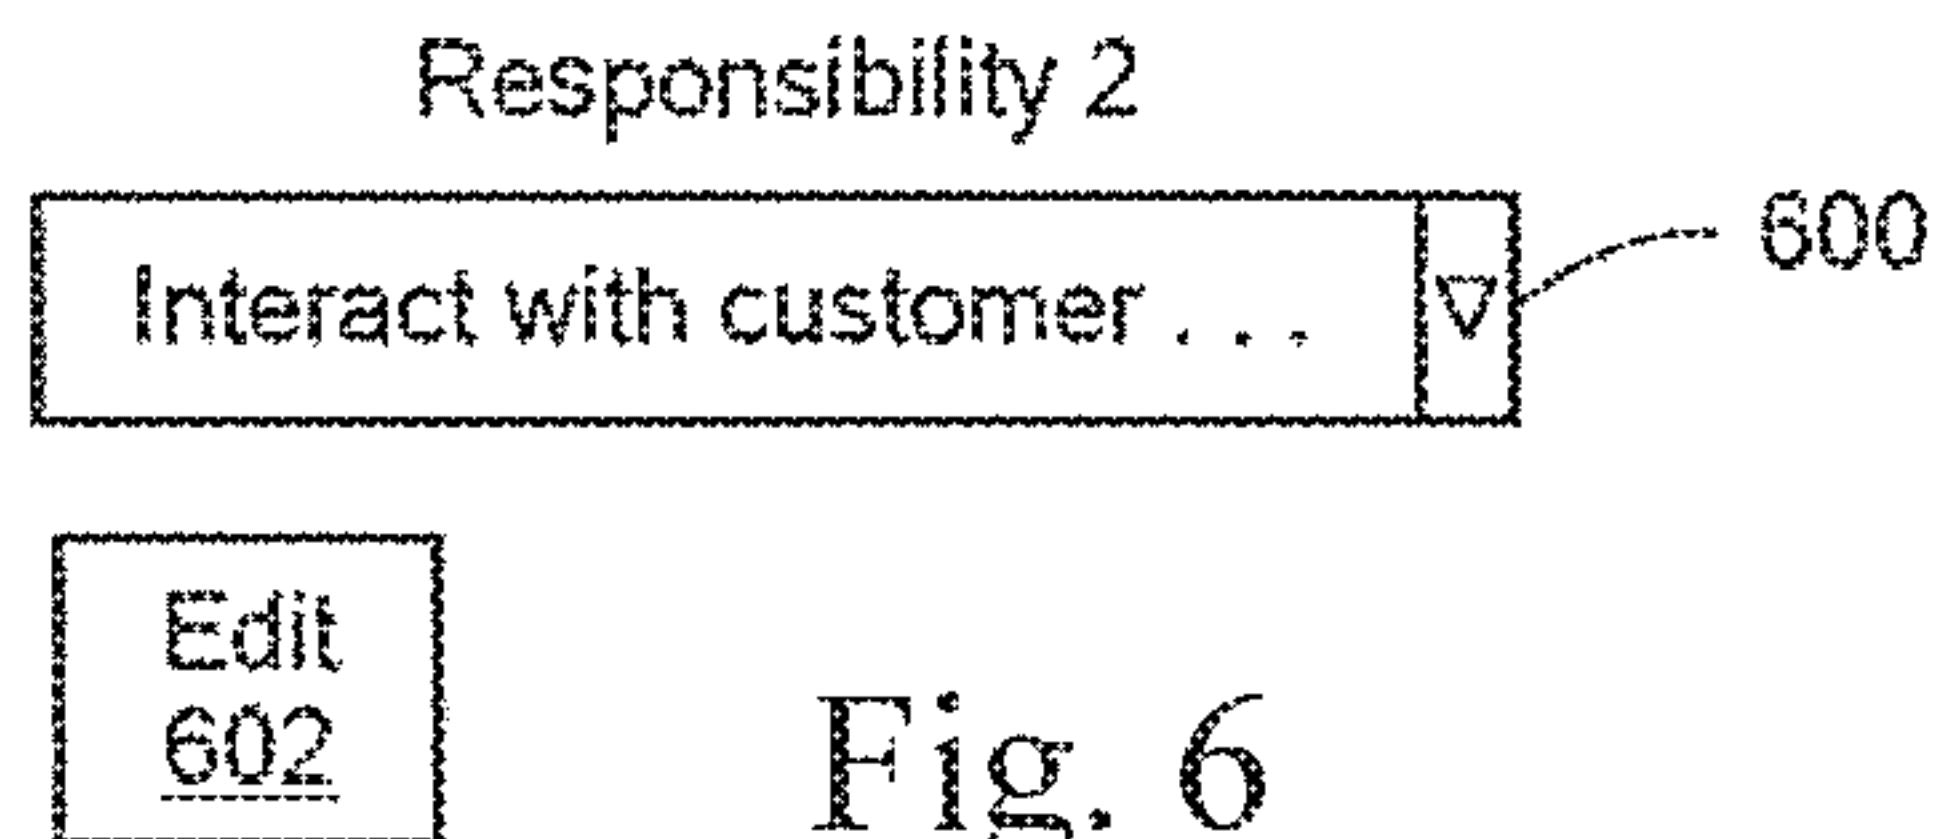 Responsibility 2
Interact with customer . . .
600
Edit
602
Fig. 6